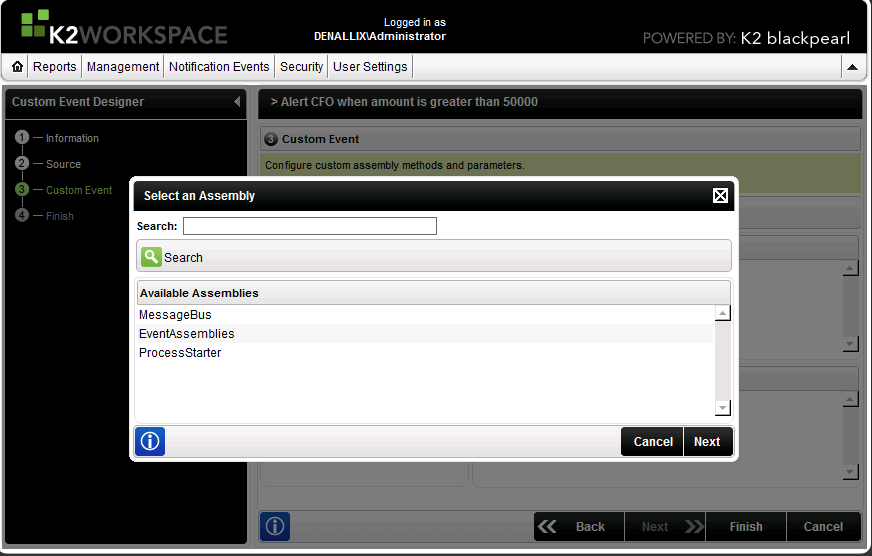 K2WORKSPACE
Logged in as
DENALLIX\Administrator
POWERED BY: K2 blackpearl
Reports Management Notification Events Security User Settings
Custom Event Designer
1 Information
2 Source
3 Custom Event
4 Finish
> Alert CFO when amount is greater than 50000
3 Custom Event
Configure custom assembly methods and parameters.
Select an Assembly
Search:
Search
Available Assemblies
MessageBus
EventAssemblies
ProcessStarter
Cancel Next
Back Next Finish Cancel